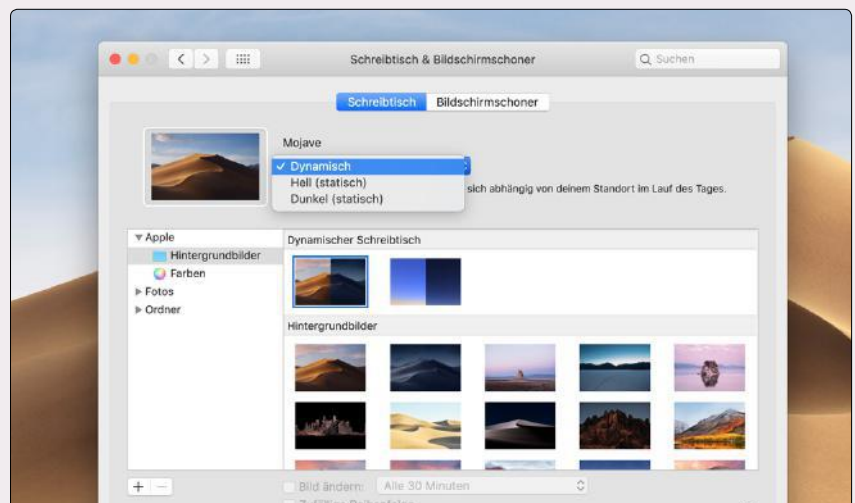 Schreibtisch & Bildschirmschoner
Suchen
Schreibtisch Bildschirmschoner
Mojave
✓ Dynamisch
Hell (statisch)
Dunkel (statisch)
sich abhängig von deinem Standort im Lauf des Tages.
Apple
Hintergrundbilder
Farben
Fotos
Ordner
Dynamischer Schreibtisch
Hintergrundbilder
+ −
Bild ändern: Alle 30 Minuten